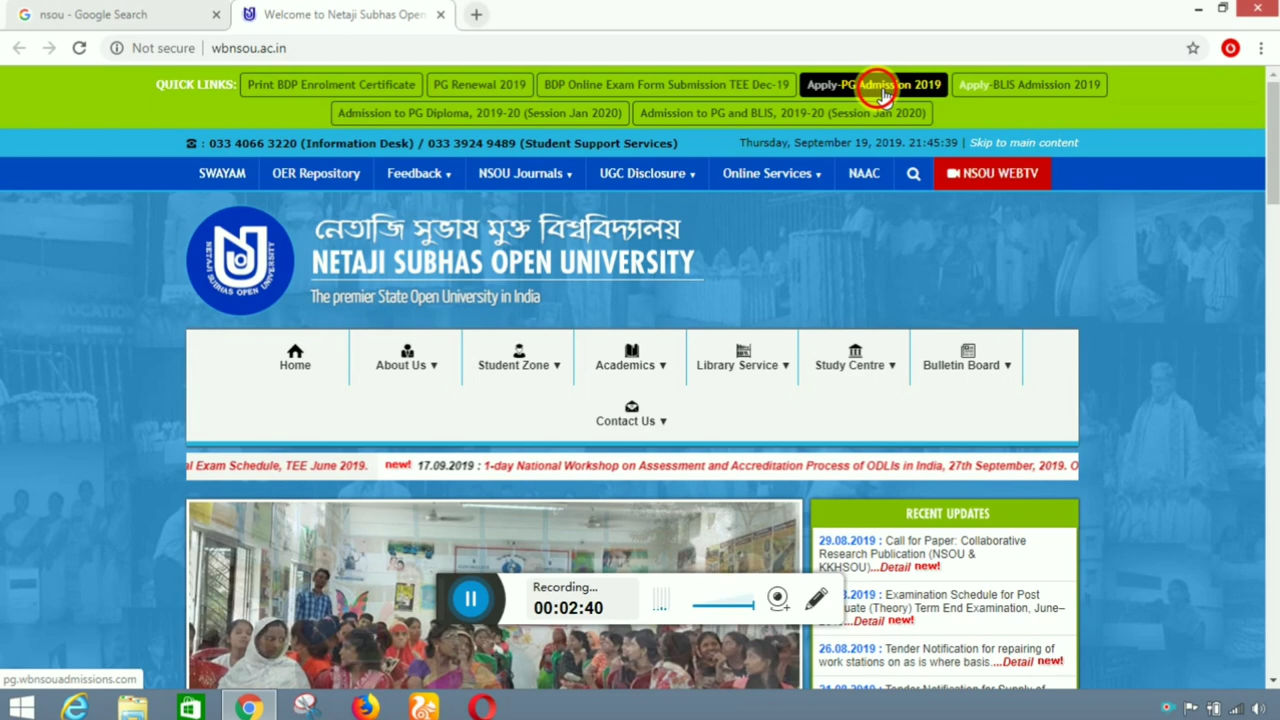 nsou - Google Search
Welcome to Netaji Subhas Open
Not secure
wbnsou.ac.in
QUICK LINKS:
Print BDP Enrolment Certificate
PG Renewal 2019
BDP Online Exam Form Submission TEE Dec-19
Apply-PG Admission 2019
Apply-BLIS Admission 2019
Admission to PG Diploma, 2019-20 (Session Jan 2020)
Admission to PG and BLIS, 2019-20 (Session Jan 2020)
: 033 4066 3220 (Information Desk) / 033 3924 9489 (Student Support Services)
Thursday, September 19, 2019. 21:45:39 | Skip to main content
SWAYAM
OER Repository
Feedback
NSOU Journals
UGC Disclosure
Online Services
NAAC
NSOU WEBTV
নেতাজি সুভাষ মুক্ত বিশ্ববিদ্যালয়
NETAJI SUBHAS OPEN UNIVERSITY
The premier State Open University in India
NETAJI SUBHAS OPEN UNIVERSITY
Home
About Us
Student Zone
Academics
Library Service
Study Centre
Bulletin Board
Contact Us
l Exam Schedule, TEE June 2019. new! 17.09.2019 : 1-day National Workshop on Assessment and Accreditation Process of ODLIs in India, 27th September, 2019. O
RECENT UPDATES
29.08.2019 : Call for Paper: Collaborative
Research Publication (NSOU &
KKHSOU)...Detail new!
.2019 : Examination Schedule for Post
uate (Theory) Term End Examination, June–
...Detail new!
26.08.2019 : Tender Notification for repairing of
work stations on as is where basis....Detail new!
Tender Notification for Supply of
Recording...
00:02:40
pg.wbnsouadmissions.com